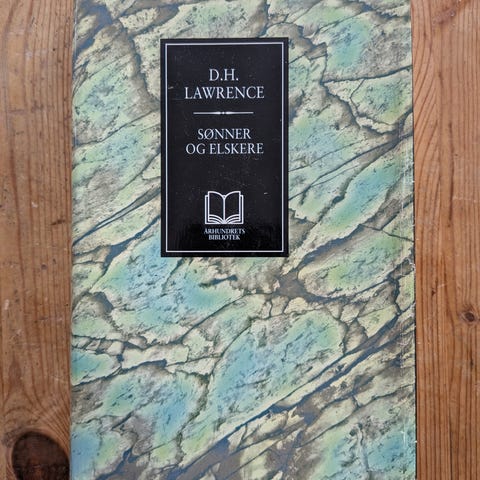 D.H.
LAWRENCE
SØNNER
OG ELSKERE
ÅRHUNDRETS
BIBLIOTEK